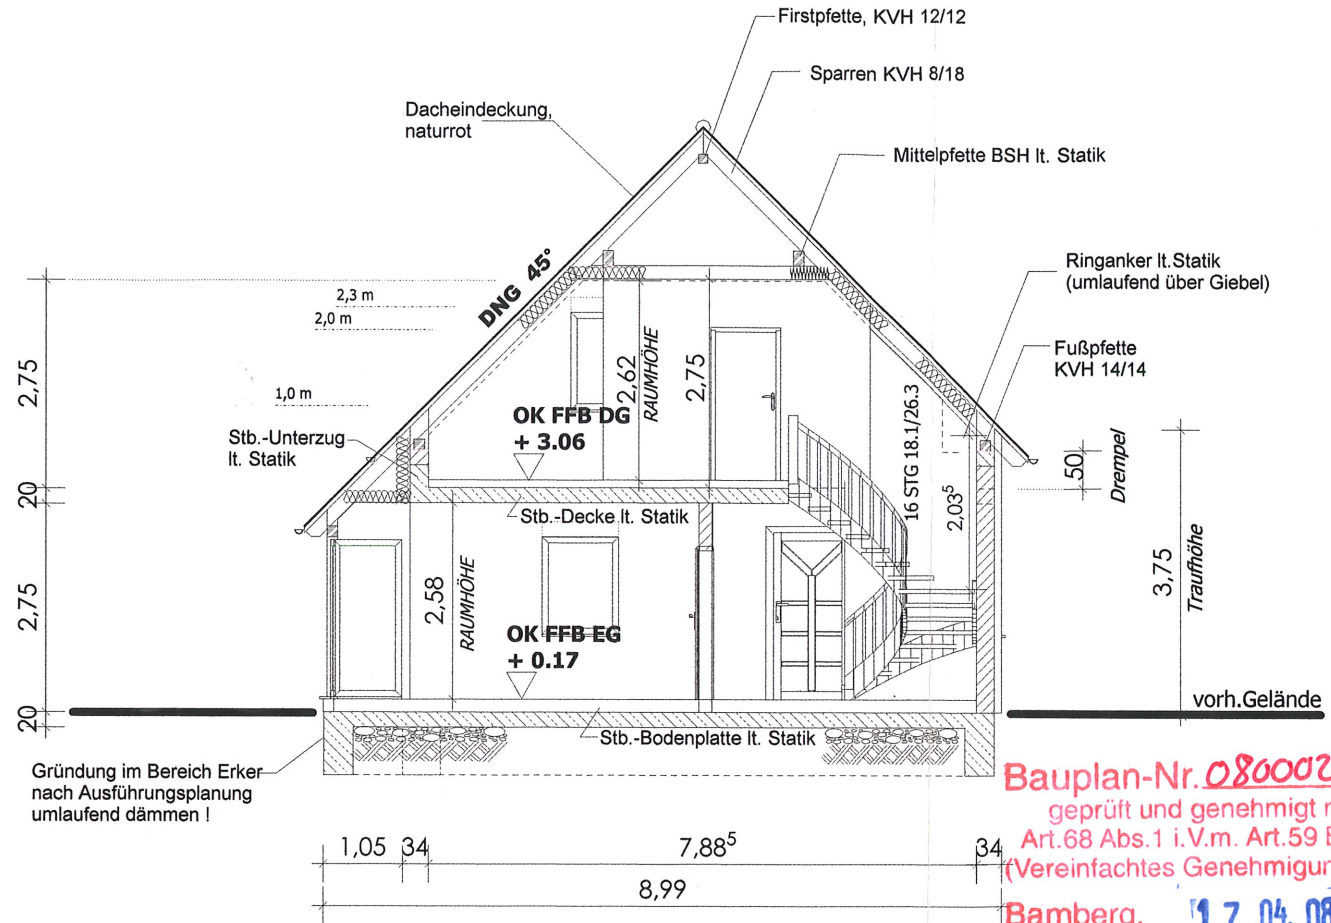 Firstpfette, KVH 12/12
Sparren KVH 8/18
Dacheindeckung,
naturrot
Mittelpfette BSH lt. Statik
Ringanker lt.Statik
(umlaufend über Giebel)
DNG 45°
2,3 m
2,0 m
Fußpfette
KVH 14/14
2,75
1,0 m
2,62
RAUMHÖHE
2,75
OK FFB DG
+ 3.06
16 STG 18.1/26.3
2,03⁵
50
Drempel
Stb.-Unterzug
lt. Statik
20
Stb.-Decke lt. Statik
3,75
Traufhöhe
2,75
2,58
RAUMHÖHE
OK FFB EG
+ 0.17
vorh.Gelände
20
Stb.-Bodenplatte lt. Statik
Gründung im Bereich Erker
nach Ausführungsplanung
umlaufend dämmen !
Bauplan-Nr. 080002
geprüft und genehmigt
Art.68 Abs.1 i.V.m. Art.59
(Vereinfachtes
Bamberg, 17. 04. 08
1,05
34
7,88⁵
34
8,99